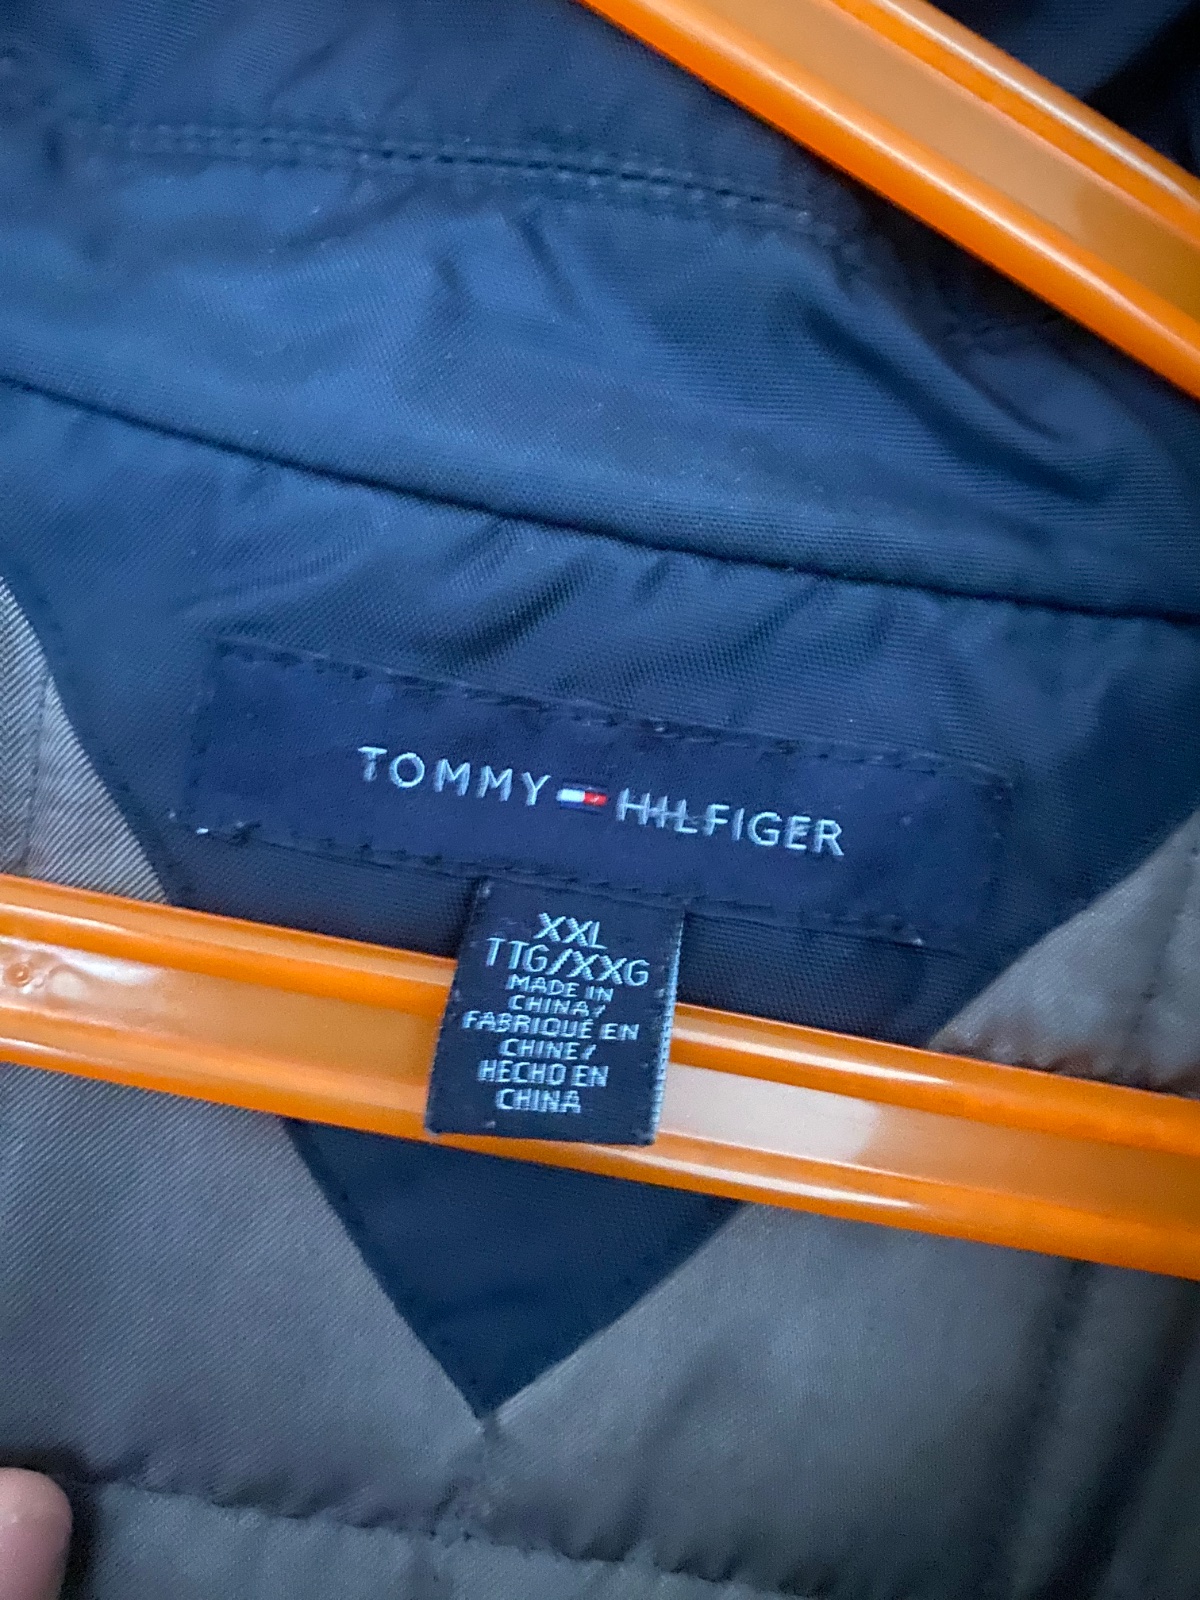 TOMMY HILFIGER
XXL
TTG/XXG
MADE IN
CHINA/
FABRIQUÉ EN
CHINE/
HECHO EN
CHINA